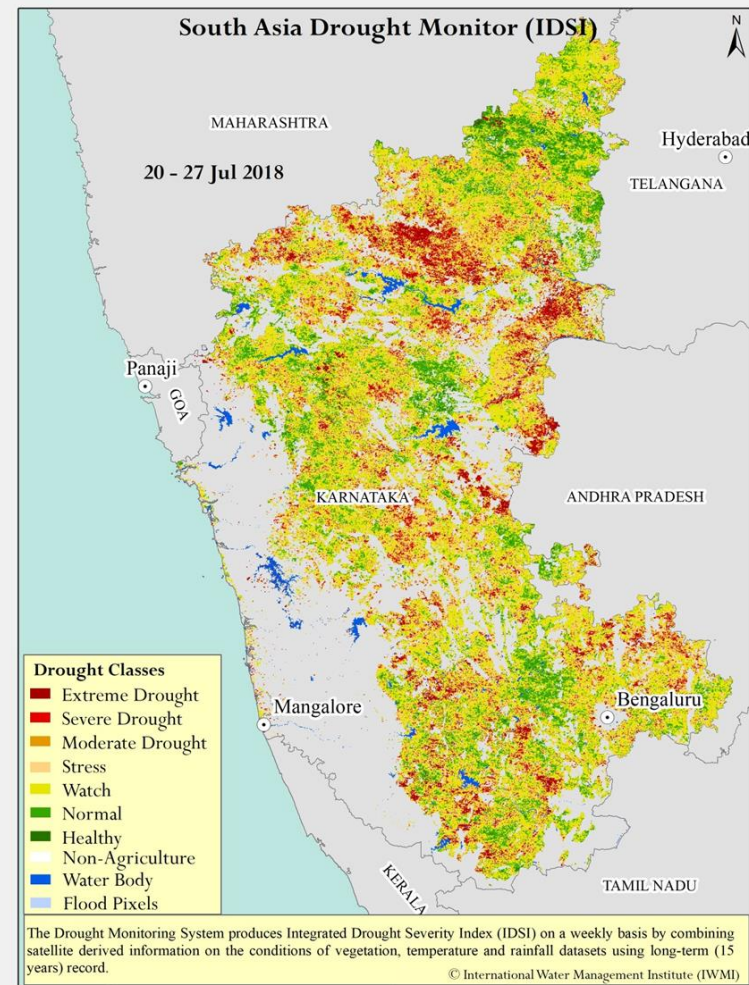 South Asia Drought Monitor (IDSI)
N
MAHARASHTRA
Hyderabad
20 - 27 Jul 2018
TELANGANA
Panaji
GOA
KARNATAKA
ANDHRA PRADESH
Drought Classes
Extreme Drought
Severe Drought
Moderate Drought
Stress
Watch
Normal
Healthy
Non-Agriculture
Water Body
Flood Pixels
Mangalore
Bengaluru
KERALA
TAMIL NADU
The Drought Monitoring System produces Integrated Drought Severity Index (IDSI) on a weekly basis by combining
satellite derived information on the conditions of vegetation, temperature and rainfall datasets using long-term (15
years) record.
© International Water Management Institute (IWMI)